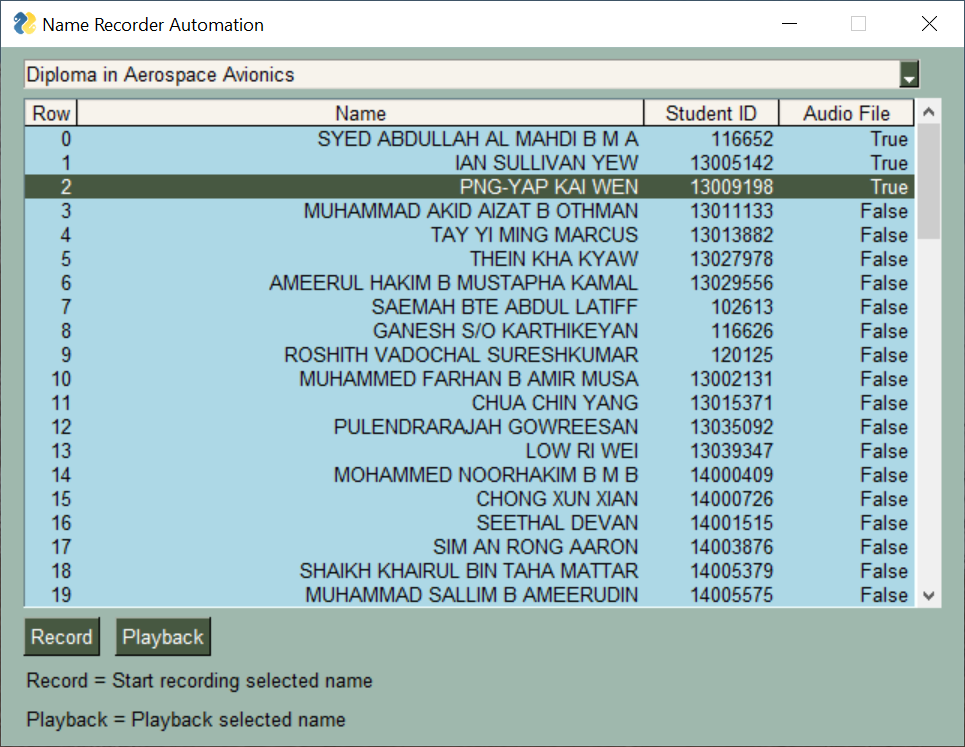 Name Recorder Automation
Diploma in Aerospace Avionics
Row Name Student ID Audio File
0 SYED ABDULLAH AL MAHDI B M A 116652 True
1 IAN SULLIVAN YEW 13005142 True
2 PNG-YAP KAI WEN 13009198 True
3 MUHAMMAD AKID AIZAT B OTHMAN 13011133 False
4 TAY YI MING MARCUS 13013882 False
5 THEIN KHA KYAW 13027978 False
6 AMEERUL HAKIM B MUSTAPHA KAMAL 13029556 False
7 SAEMAH BTE ABDUL LATIFF 102613 False
8 GANESH S/O KARTHIKEYAN 116626 False
9 ROSHITH VADOCHAL SURESHKUMAR 120125 False
10 MUHAMMED FARHAN B AMIR MUSA 13002131 False
11 CHUA CHIN YANG 13015371 False
12 PULENDRARAJAH GOWREESAN 13035092 False
13 LOW RI WEI 13039347 False
14 MOHAMMED NOORHAKIM B M B 14000409 False
15 CHONG XUN XIAN 14000726 False
16 SEETHAL DEVAN 14001515 False
17 SIM AN RONG AARON 14003876 False
18 SHAIKH KHAIRUL BIN TAHA MATTAR 14005379 False
19 MUHAMMAD SALLIM B AMEERUDIN 14005575 False
Record Playback
Record = Start recording selected name
Playback = Playback selected name